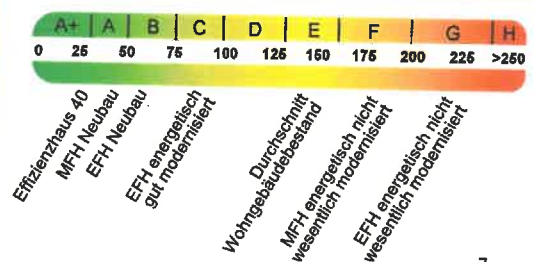 A+ A B C D E F G H
0 25 50 75 100 125 150 175 200 225 >250
Effizienzhaus 40
MFH Neubau
EFH Neubau
EFH energetisch
gut modernisiert
Durchschnitt
Wohngebäudebestand
MFH energetisch nicht
wesentlich modernisiert
EFH energetisch nicht
wesentlich modernisiert